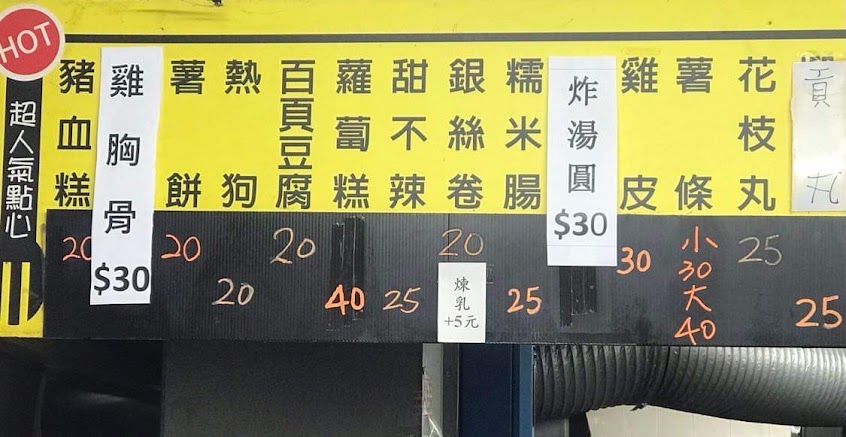 HOT
超人氣點心
豬血糕
20
雞胸骨
$30
薯餅
20
熱狗
20
百頁豆腐
20
蘿蔔糕
40
甜不辣
25
銀絲卷
20
煉乳
+5元
糯米腸
25
炸湯圓
$30
雞皮
30
薯條
小30大40
花枝丸
25
貢丸
25